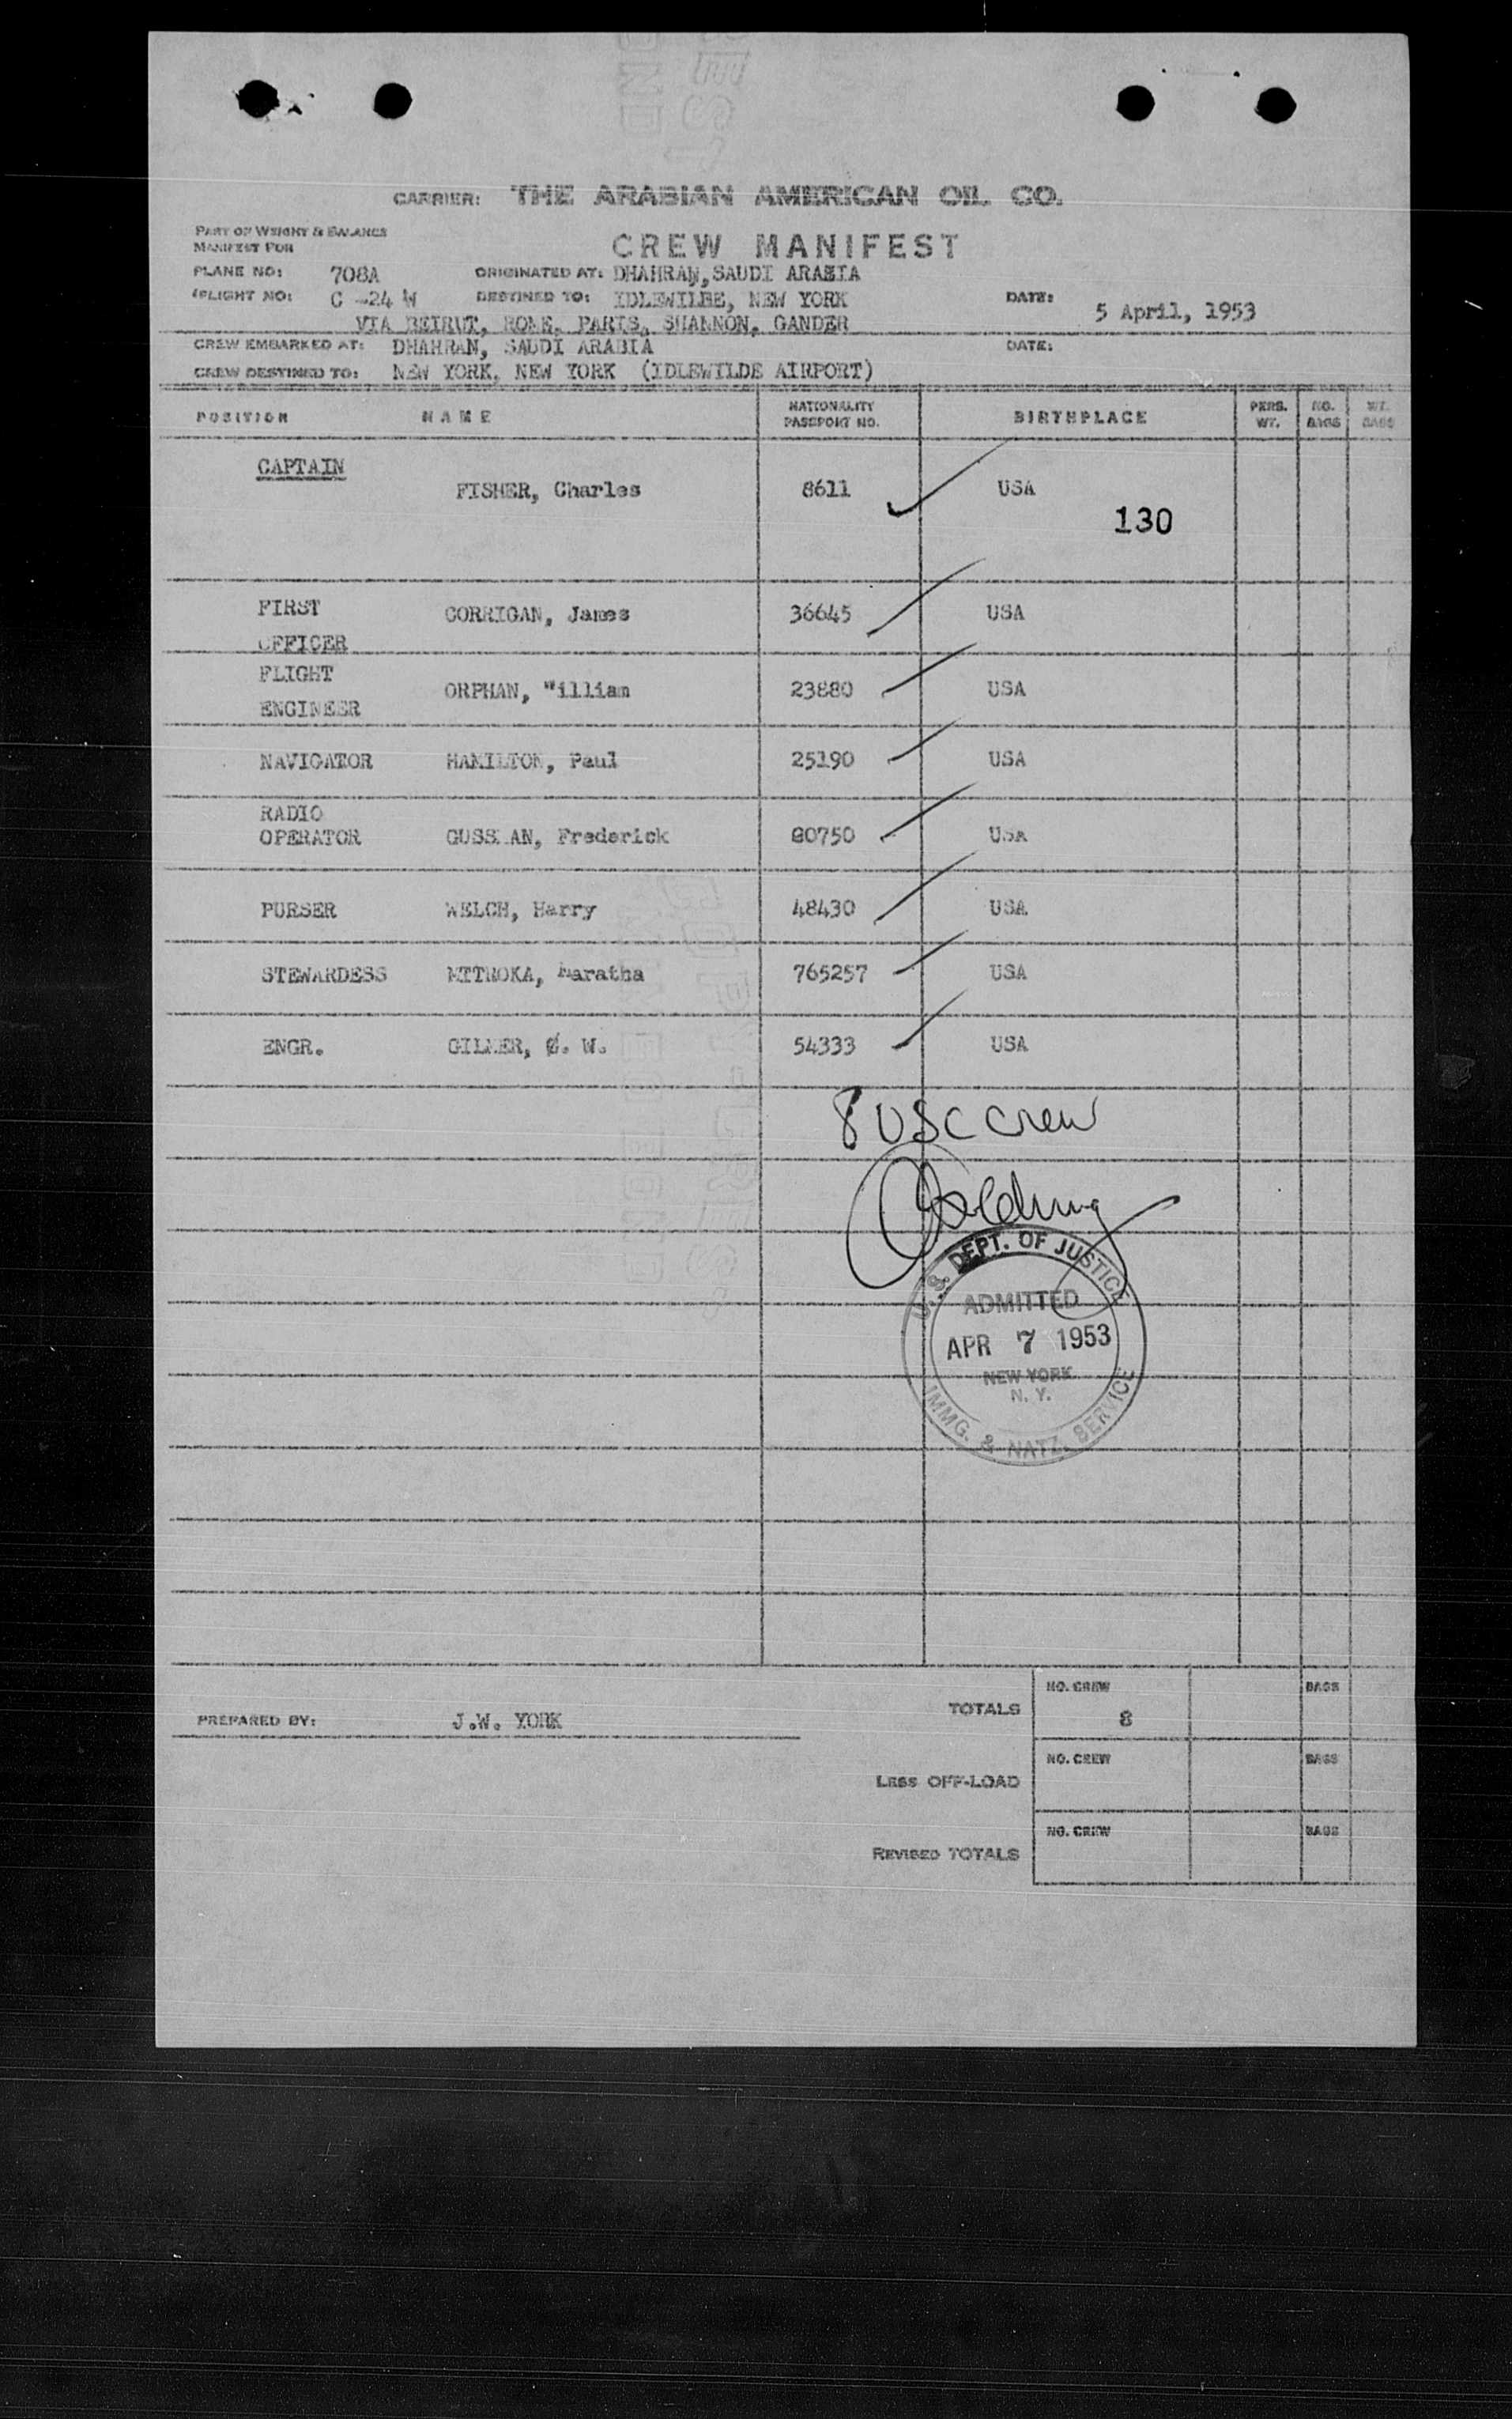 CARRIER: THE ARABIAN AMERICAN OIL CO.
PART OF WEIGHT & BALANCE
MANIFEST FOR
CREW MANIFEST
PLANE NO: 708A ORIGINATED AT: DHAHRAN, SAUDI ARABIA
FLIGHT NO: C -24 W DESTINED TO: IDLEWILDE, NEW YORK DATE: 5 April, 1953
VIA BEIRUT, ROME, PARIS, SHANNON, GANDER
CREW EMBARKED AT: DHAHRAN, SAUDI ARABIA DATE:
CREW DESTINED TO: NEW YORK, NEW YORK (IDLEWILDE AIRPORT)
POSITION NAME NATIONALITY PASSPORT NO. BIRTHPLACE PERS. WT. NO. BAGS WT. BAGS
CAPTAIN
FISHER, Charles 8611 USA
130
FIRST
OFFICER CORRIGAN, James 36645 USA
FLIGHT
ENGINEER ORPHAN, William 23880 USA
NAVIGATOR HAMILTON, Paul 25190 USA
RADIO
OPERATOR Frederick 80750 USA
PURSER WELCH, Harry 48430 USA
STEWARDESS MITROKA, Maratha 765257 USA
ENGR. GILMER, W. 54333 USA
8 USC Crew
U.S. DEPT. OF JUSTICE
ADMITTED
APR 7 1953
NEW YORK
N. Y.
IMMG. & NATZ. SERVICE
PREPARED BY: J.W. YORK
TOTALS NO. CREW 8 BAGS
LESS OFF-LOAD NO. CREW BAGS
REVISED TOTALS NO. CREW BAGS